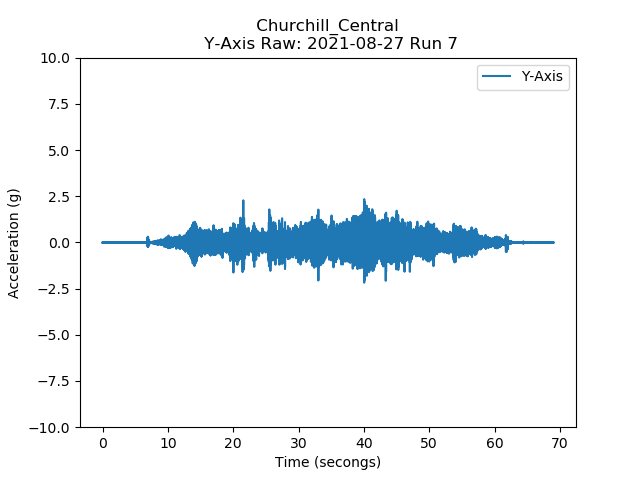 Churchill_Central
Y-Axis Raw: 2021-08-27 Run 7
Y-Axis
10.0
7.5
5.0
2.5
0.0
−2.5
−5.0
−7.5
−10.0
Acceleration (g)
0 10 20 30 40 50 60 70
Time (secongs)